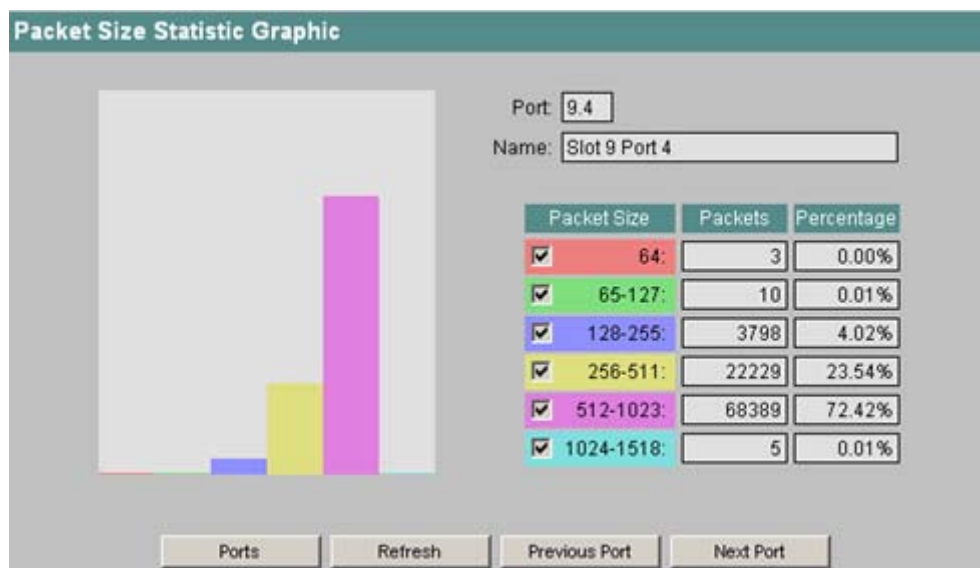 Packet Size Statistic Graphic
Port: 9.4
Name: Slot 9 Port 4
Packet Size Packets Percentage
64: 3 0.00%
65-127: 10 0.01%
128-255: 3798 4.02%
256-511: 22229 23.54%
512-1023: 68389 72.42%
1024-1518: 5 0.01%
Ports Refresh Previous Port Next Port